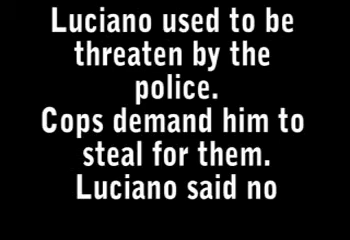 Luciano used to be
threaten by the
police.
Cops demand him to
steal for them.
Luciano said no